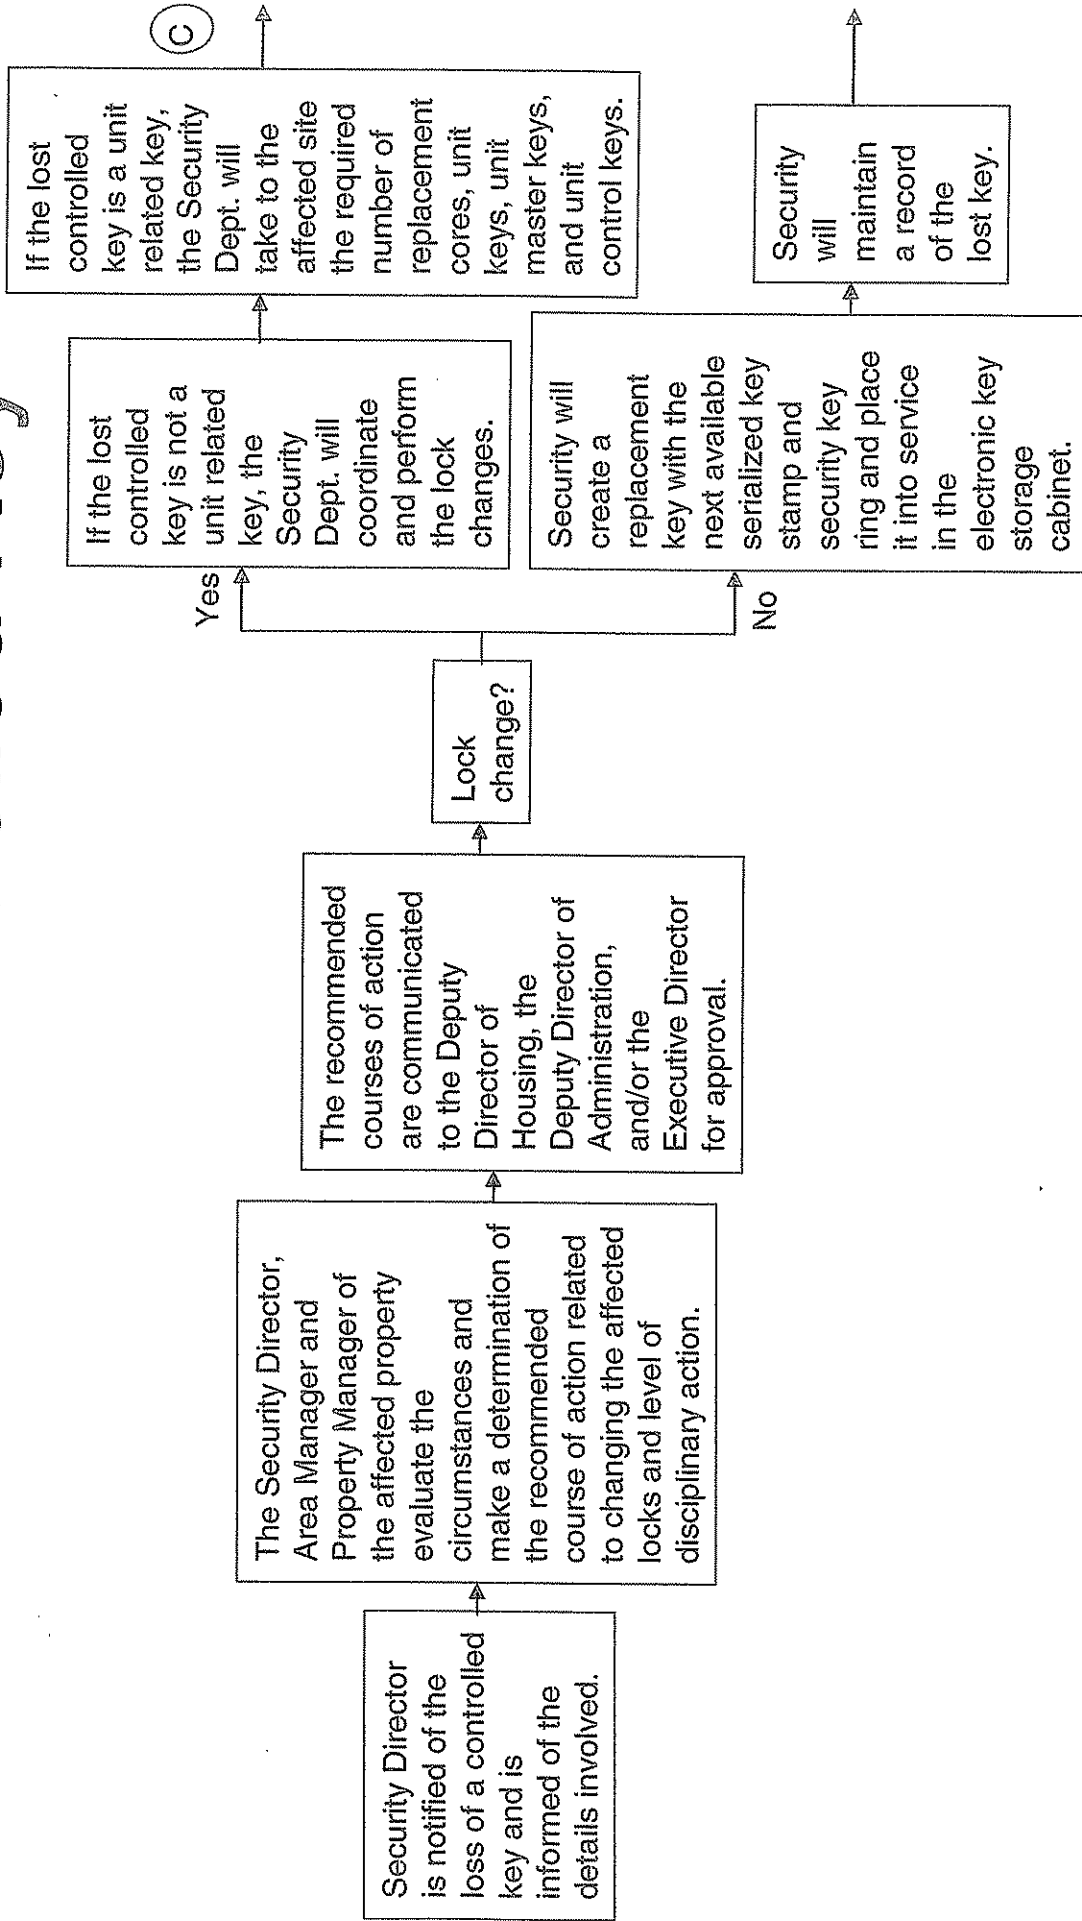 Security Director
is notified of the
loss of a controlled
key and is
informed of the
details involved.
The Security Director,
Area Manager and
Property Manager of
the affected property
evaluate the
circumstances and
make a determination of
the recommended
course of action related
to changing the affected
locks and level of
disciplinary action.
The recommended
courses of action
are communicated
to the Deputy
Director of
Housing, the
Deputy Director of
Administration,
and/or the
Executive Director
for approval.
Lock
change?
Yes
If the lost
controlled
key is not a
unit related
key, the
Security
Dept. will
coordinate
and perform
the lock
changes.
If the lost
controlled
key is a unit
related key,
the Security
Dept. will
take to the
affected site
the required
number of
replacement
cores, unit
keys, unit
master keys,
and unit
control keys.
C
No
Security will
create a
replacement
key with the
next available
serialized key
stamp and
security key
ring and place
it into service
in the
electronic key
storage
cabinet.
Security
will
maintain
a record
of the
lost key.